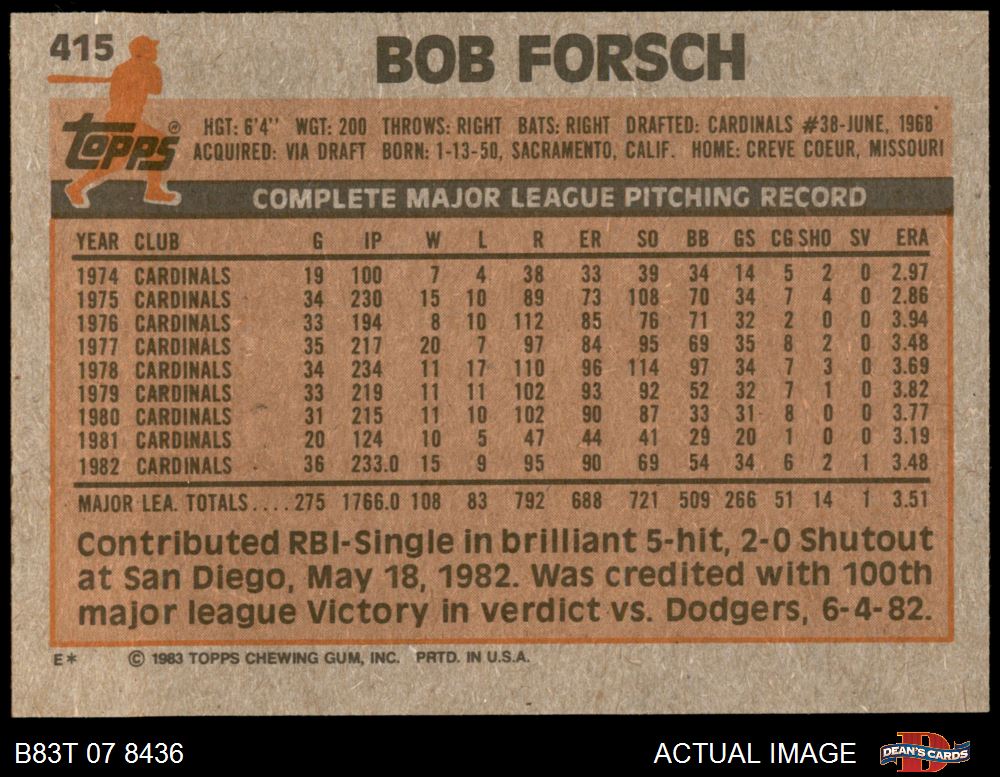 415
BOB FORSCH
TOPPS®
HGT: 6'4'' WGT: 200 THROWS: RIGHT BATS: RIGHT DRAFTED: CARDINALS #38-JUNE, 1968
ACQUIRED: VIA DRAFT BORN: 1-13-50, SACRAMENTO, CALIF. HOME: CREVE COEUR, MISSOURI
COMPLETE MAJOR LEAGUE PITCHING RECORD
YEAR CLUB G IP W L R ER SO BB GS CG SHO SV ERA
1974 CARDINALS 19 100 7 4 38 33 39 34 14 5 2 0 2.97
1975 CARDINALS 34 230 15 10 89 73 108 70 34 7 4 0 2.86
1976 CARDINALS 33 194 8 10 112 85 76 71 32 2 0 0 3.94
1977 CARDINALS 35 217 20 7 97 84 95 69 35 8 2 0 3.48
1978 CARDINALS 34 234 11 17 110 96 114 97 34 7 3 0 3.69
1979 CARDINALS 33 219 11 11 102 93 92 52 32 7 1 0 3.82
1980 CARDINALS 31 215 11 10 102 90 87 33 31 8 0 0 3.77
1981 CARDINALS 20 124 10 5 47 44 41 29 20 1 0 0 3.19
1982 CARDINALS 36 233.0 15 9 95 90 69 54 34 6 2 1 3.48
MAJOR LEA. TOTALS....275 1766.0 108 83 792 688 721 509 266 51 14 1 3.51
Contributed RBI-Single in brilliant 5-hit, 2-0 Shutout
at San Diego, May 18, 1982. Was credited with 100th
major league Victory in verdict vs. Dodgers, 6-4-82.
E* © 1983 TOPPS CHEWING GUM, INC. PRTD. IN U.S.A.
B83T 07 8436 ACTUAL IMAGE DEAN'S CARDS